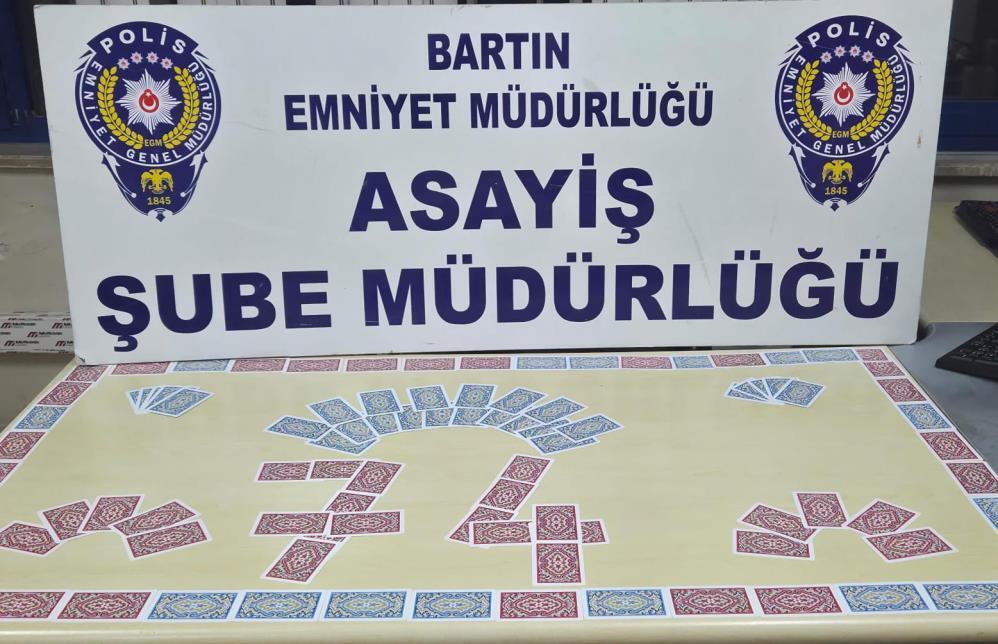 BARTIN
EMNİYET MÜDÜRLÜĞÜ
ASAYİŞ
ŞUBE MÜDÜRLÜĞÜ
POLİS
EMNİYET GENEL MÜDÜRLÜĞÜ
EGM
1845
POLİS
EMNİYET GENEL MÜDÜRLÜĞÜ
EGM
1845
74